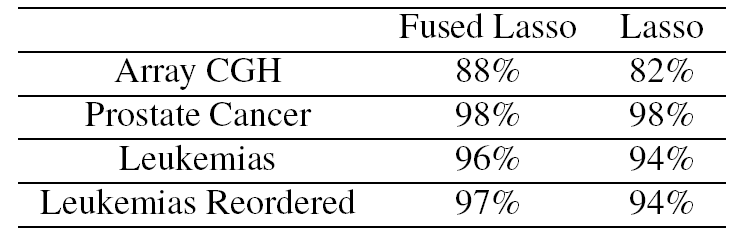 Fused Lasso Lasso
Array CGH 88% 82%
Prostate Cancer 98% 98%
Leukemias 96% 94%
Leukemias Reordered 97% 94%